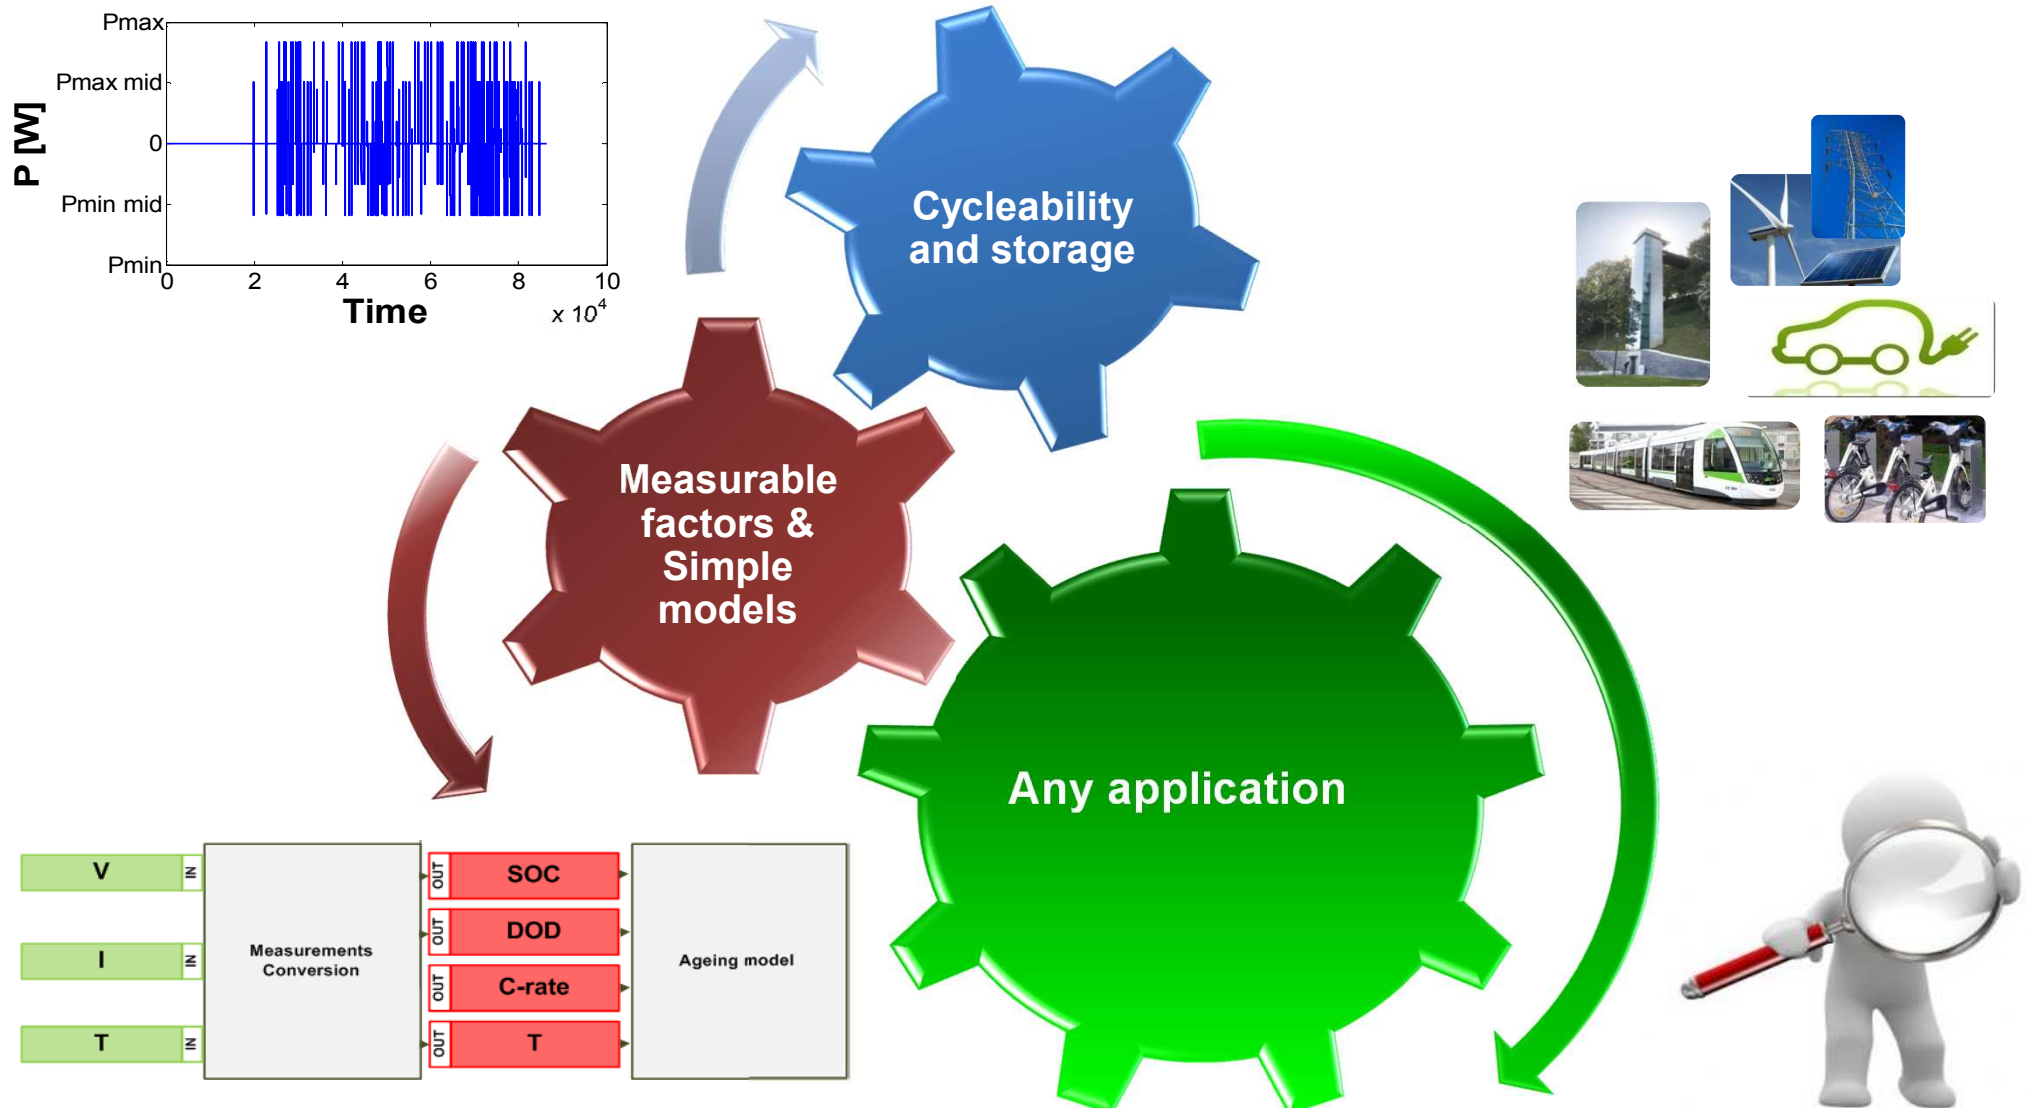 Pmax
Pmax mid
0
Pmin mid
Pmin
P [W]
0 2 4 6 8 10
Time
x 10⁴
Cycleability
and storage
Measurable
factors &
Simple
models
Any application
V IN
I IN
T IN
Measurements
Conversion
OUT SOC
OUT DOD
OUT C-rate
OUT T
Ageing model